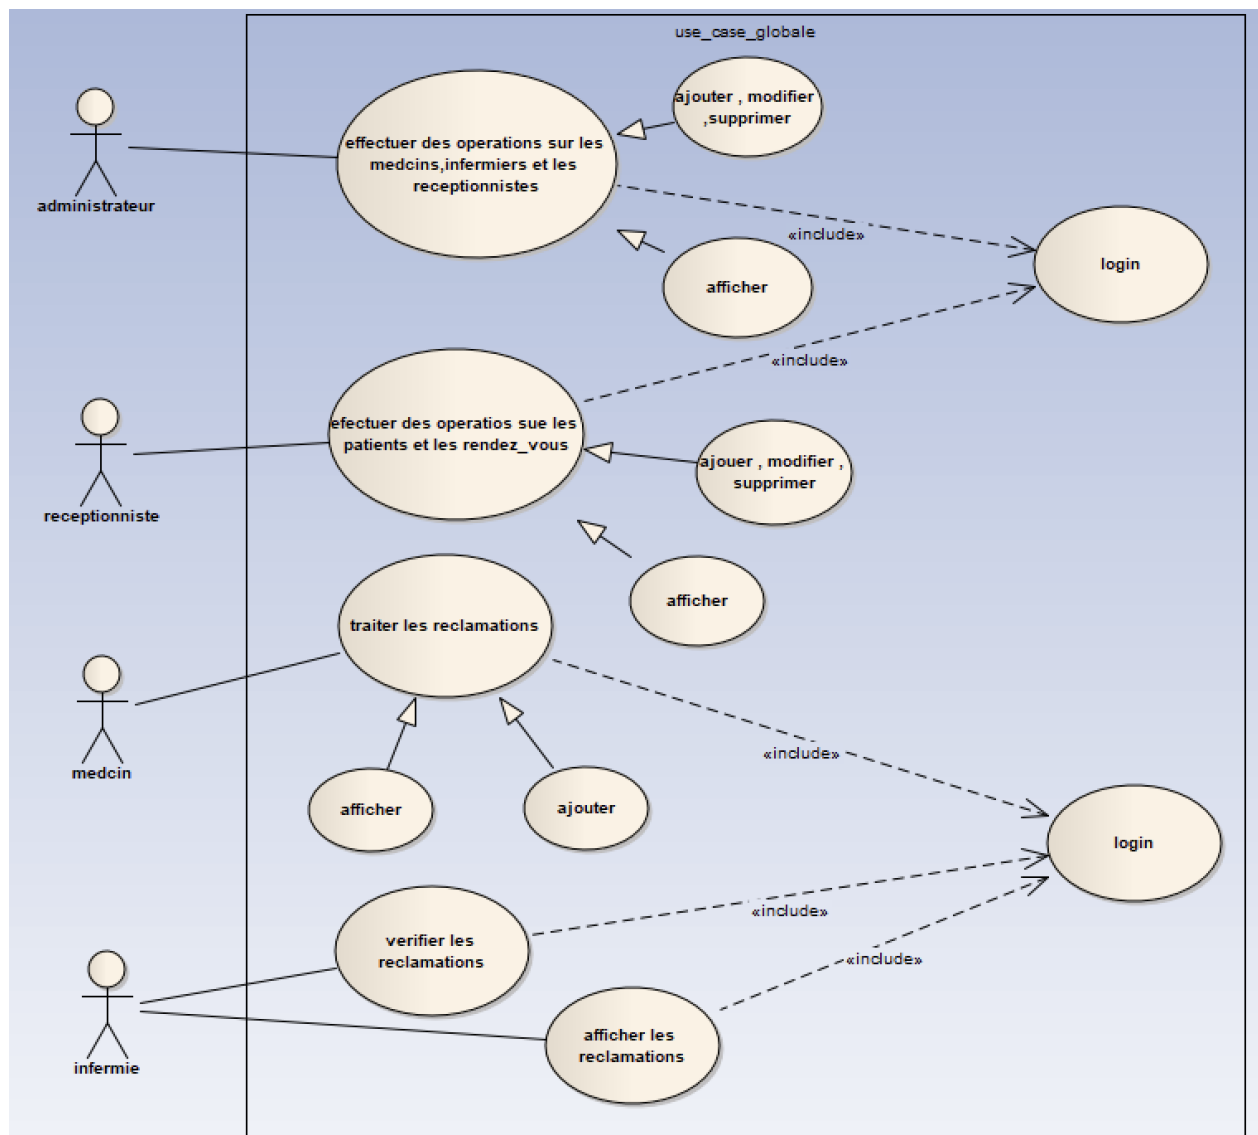 use_case_globale
ajouter , modifier
,supprimer
effectuer des operations sur les
medcins,infermiers et les
receptionnistes
administrateur
«include»
login
afficher
«include»
efectuer des operatios sue les
patients et les rendez_vous
ajouer , modifier ,
supprimer
receptionniste
afficher
traiter les reclamations
medcin
«include»
afficher
ajouter
login
«include»
verifier les
reclamations
«include»
afficher les
reclamations
infermie